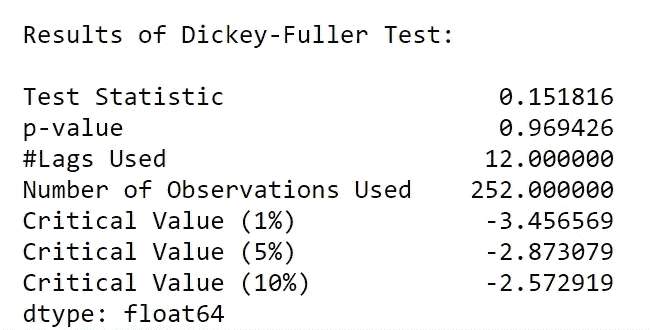 Results of Dickey-Fuller Test:
Test Statistic 0.151816
p-value 0.969426
#Lags Used 12.000000
Number of Observations Used 252.000000
Critical Value (1%) -3.456569
Critical Value (5%) -2.873079
Critical Value (10%) -2.572919
dtype: float64